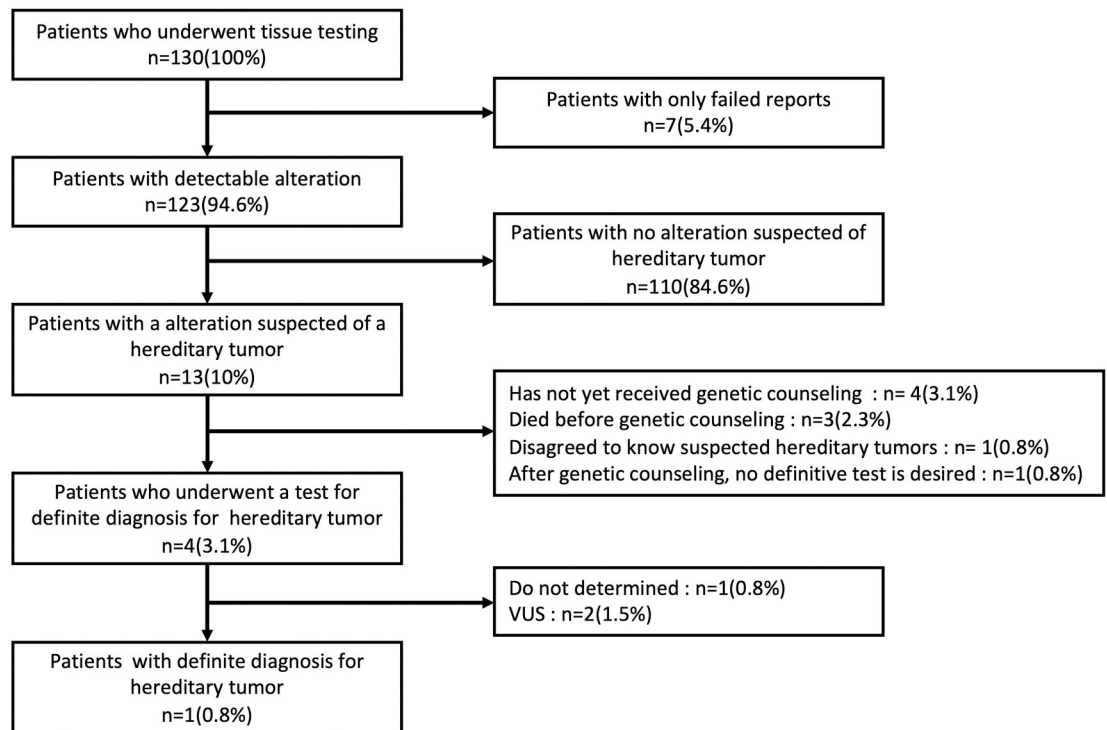 Patients who underwent tissue testing
n=130(100%)
Patients with only failed reports
n=7(5.4%)
Patients with detectable alteration
n=123(94.6%)
Patients with no alteration suspected of
hereditary tumor
n=110(84.6%)
Patients with a alteration suspected of a
hereditary tumor
n=13(10%)
Has not yet received genetic counseling : n= 4(3.1%)
Died before genetic counseling : n=3(2.3%)
Disagreed to know suspected hereditary tumors : n= 1(0.8%)
After genetic counseling, no definitive test is desired : n=1(0.8%)
Patients who underwent a test for
definite diagnosis for hereditary tumor
n=4(3.1%)
Do not determined : n=1(0.8%)
VUS : n=2(1.5%)
Patients with definite diagnosis for
hereditary tumor
n=1(0.8%)